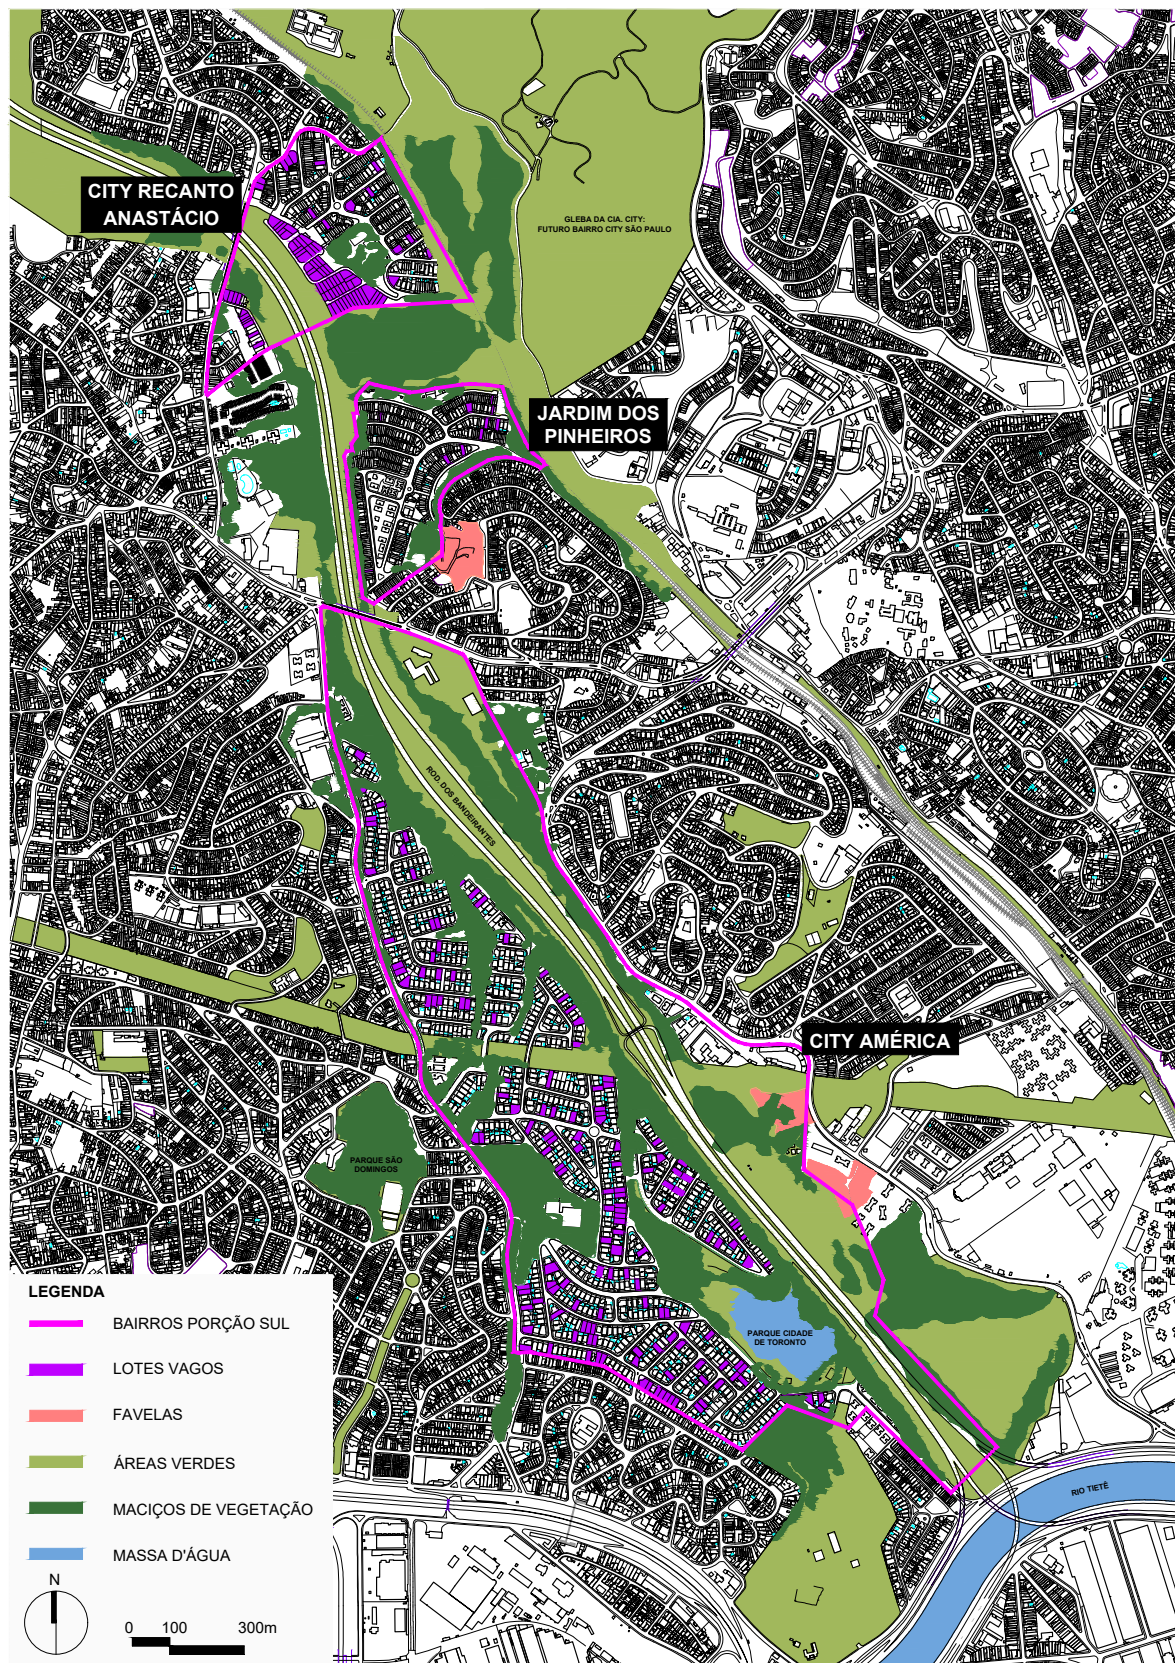 CITY RECANTO
ANASTÁCIO
GLEBA DA CIA. CITY:
FUTURO BAIRRO CITY SÃO PAULO
JARDIM DOS
PINHEIROS
ROD. DOS BANDEIRANTES
CITY AMÉRICA
PARQUE SÃO
DOMINGOS
PARQUE CIDADE
DE TORONTO
RIO TIETÊ
LEGENDA
BAIRROS PORÇÃO SUL
LOTES VAGOS
FAVELAS
ÁREAS VERDES
MACIÇOS DE VEGETAÇÃO
MASSA D'ÁGUA
N
0 100 300m